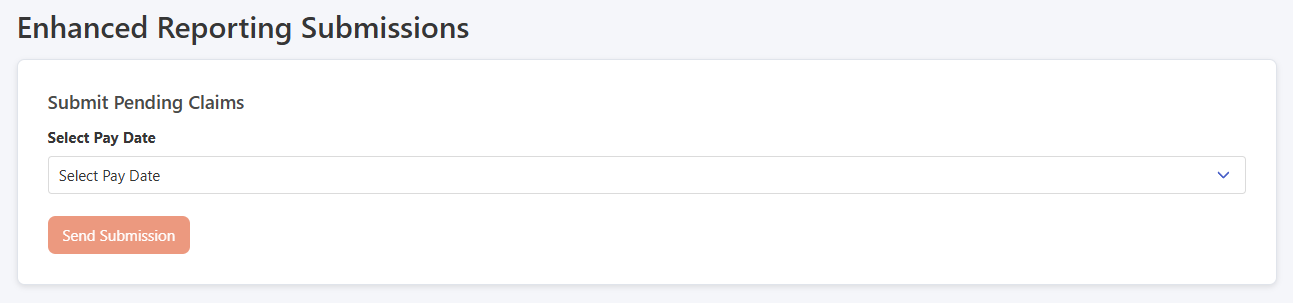 Enhanced Reporting Submissions
Submit Pending Claims
Select Pay Date
Select Pay Date
Send Submission